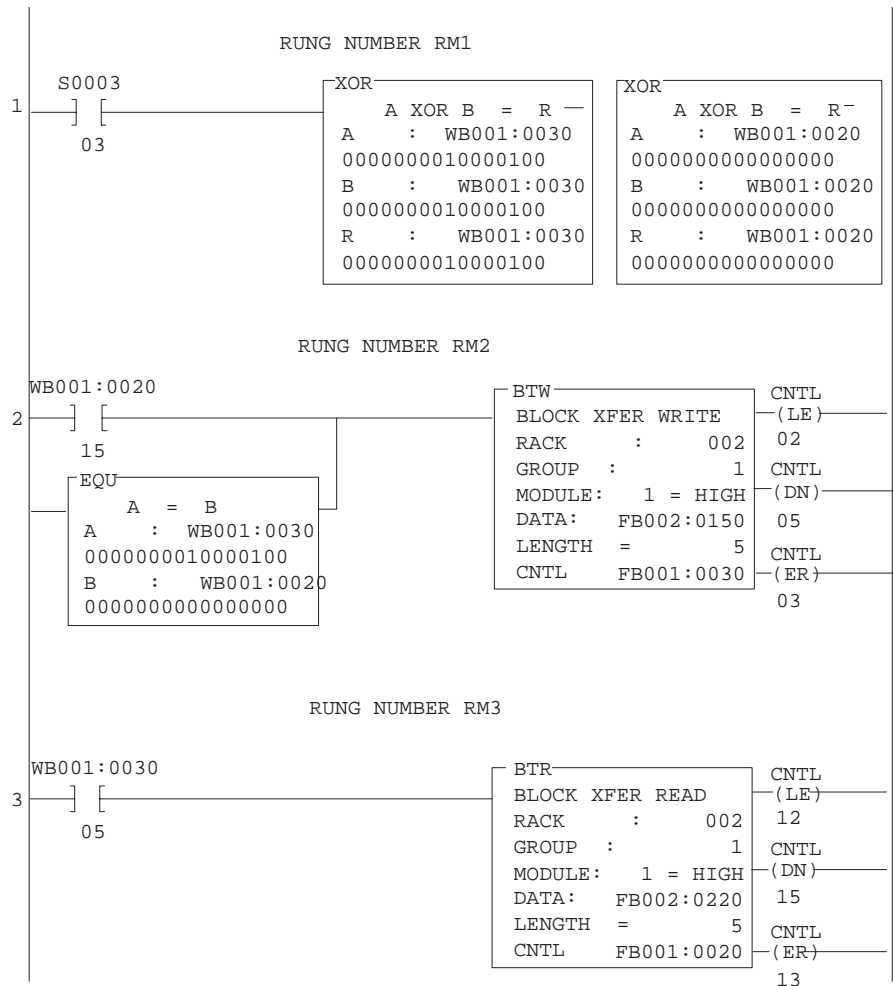 RUNG NUMBER RM1
S0003
1
03
XOR
A XOR B = R
A : WB001:0030
0000000010000100
B : WB001:0030
0000000010000100
R : WB001:0030
0000000010000100
XOR
A XOR B = R
A : WB001:0020
0000000000000000
B : WB001:0020
0000000000000000
R : WB001:0020
0000000000000000
RUNG NUMBER RM2
WB001:0020
2
15
EQU
A = B
A : WB001:0030
0000000010000100
B : WB001:0020
0000000000000000
BTW
BLOCK XFER WRITE
RACK : 002
GROUP : 1
MODULE: 1 = HIGH
DATA: FB002:0150
LENGTH = 5
CNTL FB001:0030
CNTL
(LE)
02
CNTL
(DN)
05
CNTL
(ER)
03
RUNG NUMBER RM3
WB001:0030
3
05
BTR
BLOCK XFER READ
RACK : 002
GROUP : 1
MODULE: 1 = HIGH
DATA: FB002:0220
LENGTH = 5
CNTL FB001:0020
CNTL
(LE)
12
CNTL
(DN)
15
CNTL
(ER)
13